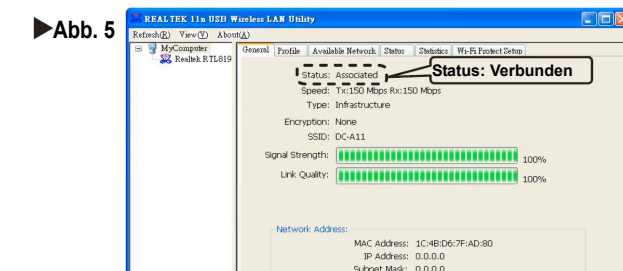 ▶Abb. 5
REALTEK 11n USB Wireless LAN Utility
Refresh(R) View(V) About(A)
MyComputer
Realtek RTL819
General Profile Available Network Status Statistics Wi-Fi Protect Setup
Status: Associated
Status: Verbunden
Speed: Tx:150 Mbps Rx:150 Mbps
Type: Infrastructure
Encryption: None
SSID: DC-A11
Signal Strength: 100%
Link Quality: 100%
Network Address:
MAC Address: 1C:4B:D6:7F:AD:80
IP Address: 0.0.0.0
Subnet Mask: 0.0.0.0